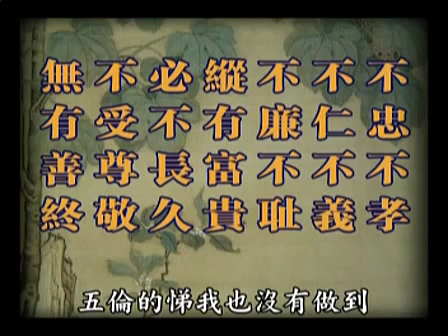 不忠不孝
不仁不義
不廉不耻
縱有富貴
必不長久
不受尊敬
無有善終
五倫的悌我也沒有做到